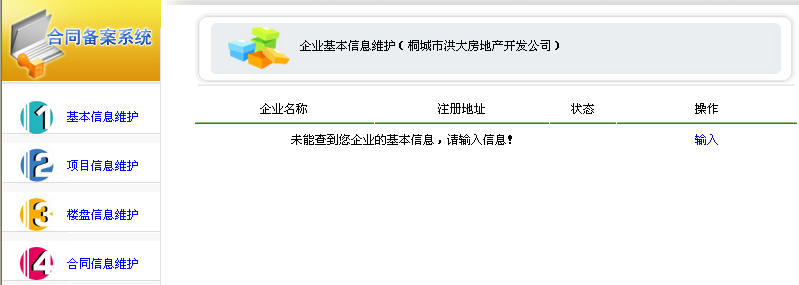 合同备案系统
1 基本信息维护
2 项目信息维护
3 楼盘信息维护
4 合同信息维护
企业基本信息维护（桐城市洪大房地产开发公司）
企业名称 注册地址 状态 操作
未能查到您企业的基本信息，请输入信息！ 输入